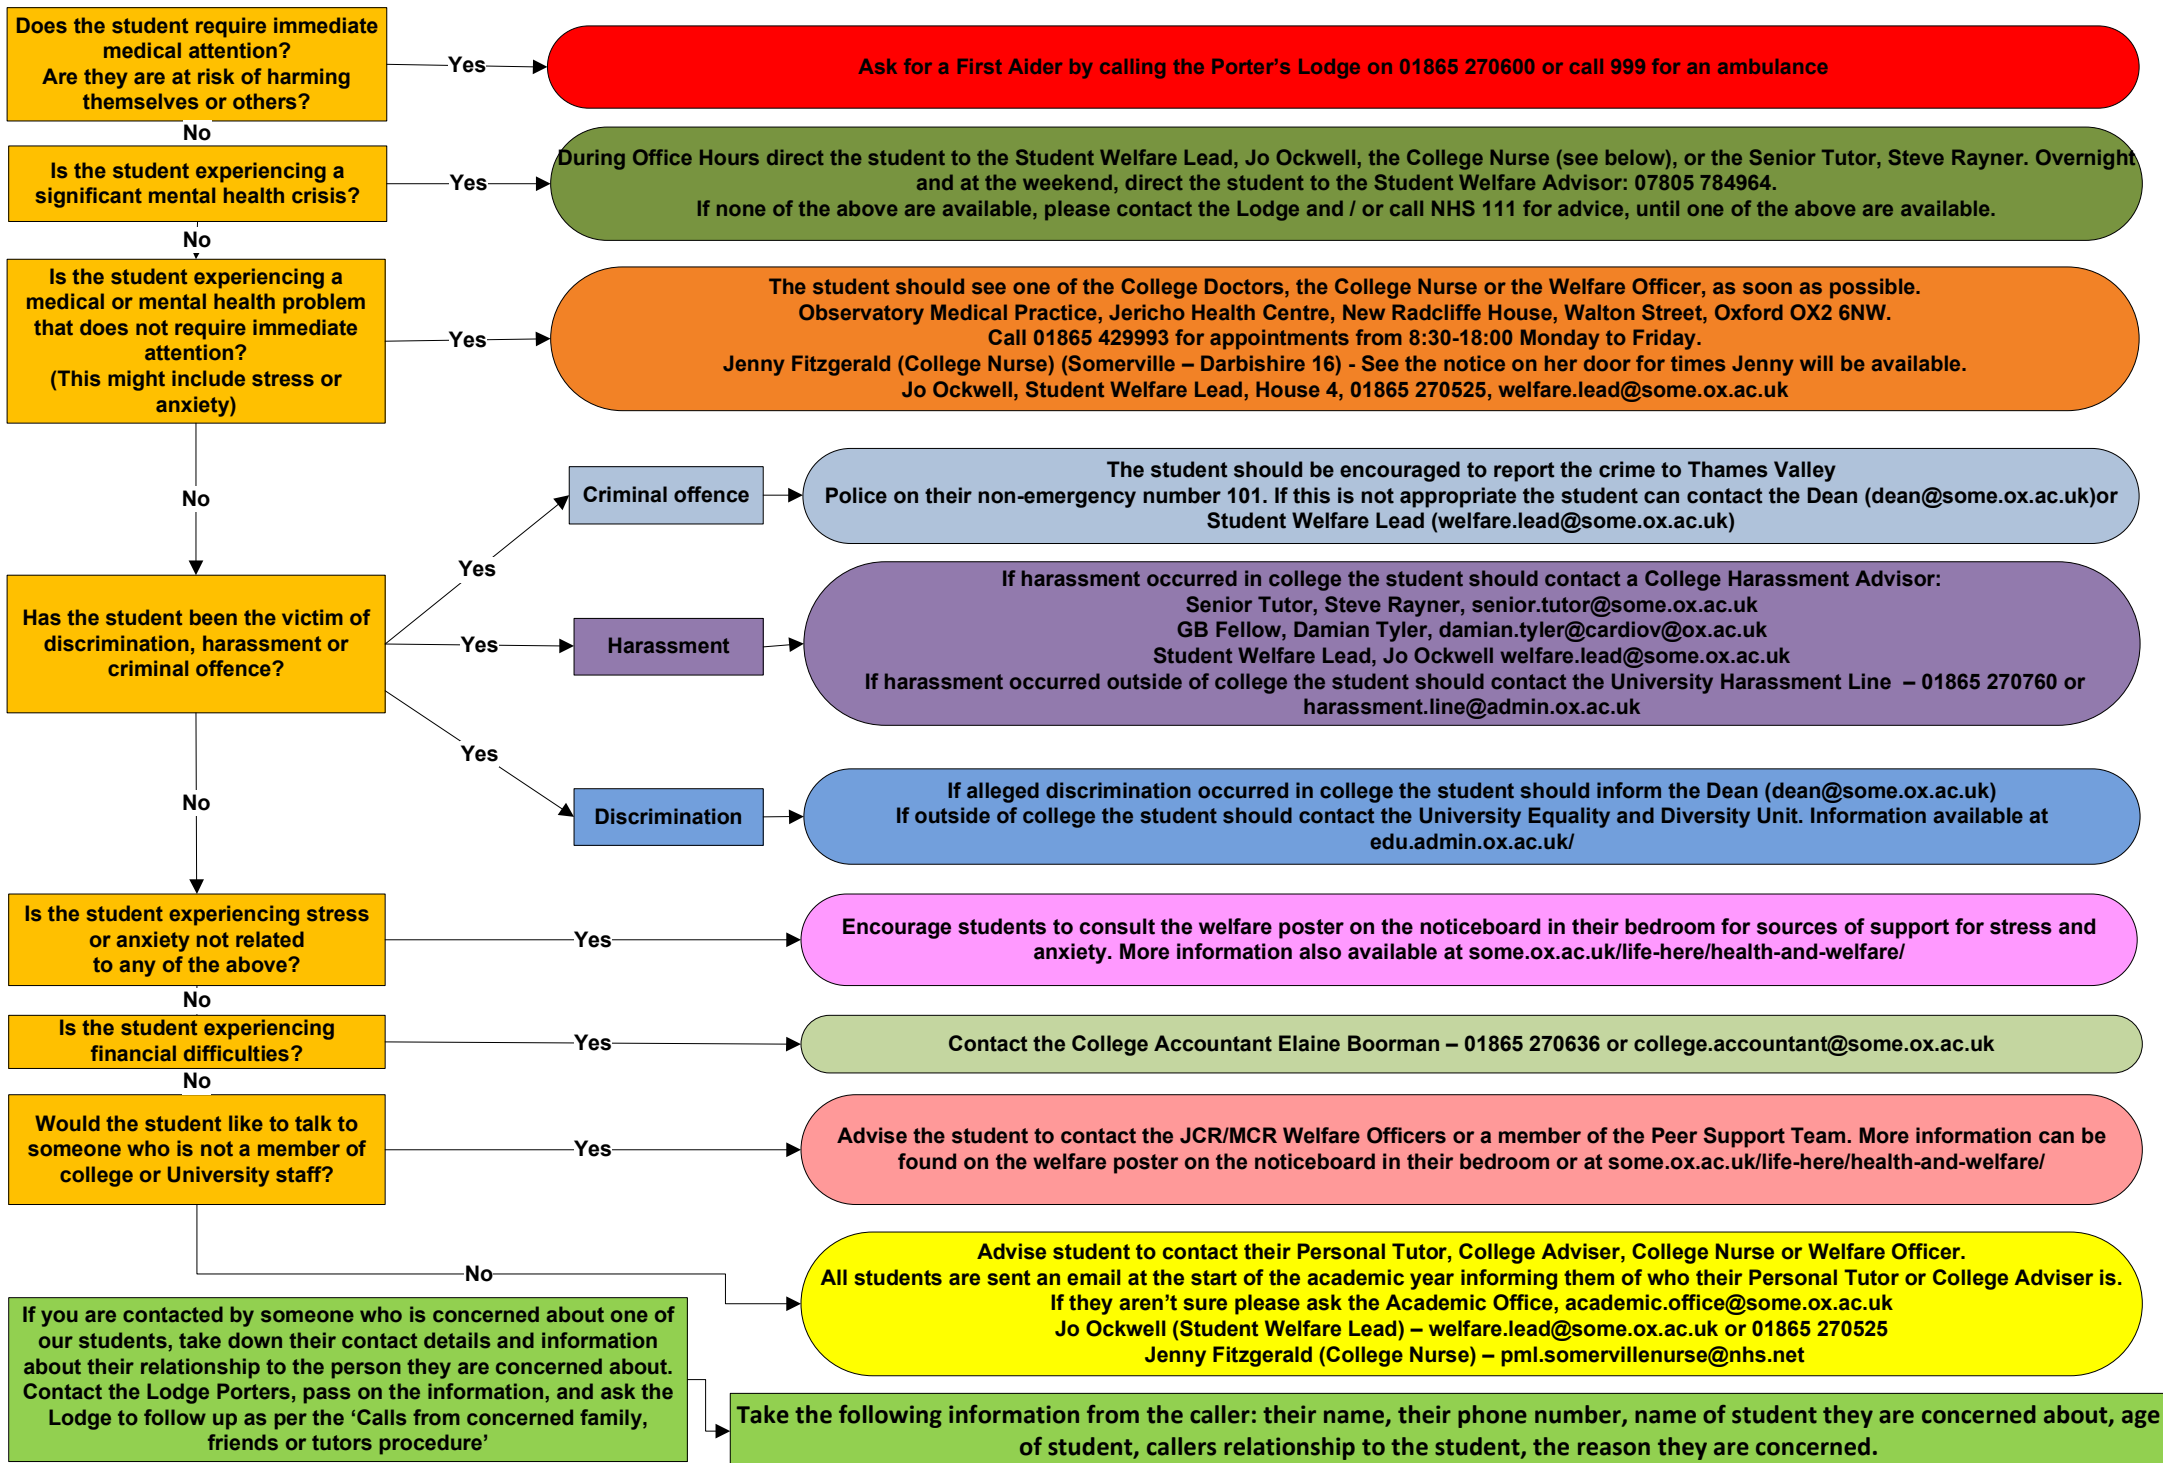 Does the student require immediate
medical attention?
Are they are at risk of harming
themselves or others?
Yes
Ask for a First Aider by calling the Porter's Lodge on 01865 270600 or call 999 for an ambulance
No
Is the student experiencing a
significant mental health crisis?
Yes
During Office Hours direct the student to the Student Welfare Lead, Jo Ockwell, the College Nurse (see below), or the Senior Tutor, Steve Rayner. Overnight
and at the weekend, direct the student to the Student Welfare Advisor: 07805 784964.
If none of the above are available, please contact the Lodge and / or call NHS 111 for advice, until one of the above are available.
No
Is the student experiencing a
medical or mental health problem
that does not require immediate
attention?
(This might include stress or
anxiety)
Yes
The student should see one of the College Doctors, the College Nurse or the Welfare Officer, as soon as possible.
Observatory Medical Practice, Jericho Health Centre, New Radcliffe House, Walton Street, Oxford OX2 6NW.
Call 01865 429993 for appointments from 8:30-18:00 Monday to Friday.
Jenny Fitzgerald (College Nurse) (Somerville – Darbishire 16) - See the notice on her door for times Jenny will be available.
Jo Ockwell, Student Welfare Lead, House 4, 01865 270525, welfare.lead@some.ox.ac.uk
No
Has the student been the victim of
discrimination, harassment or
criminal offence?
Yes
Criminal offence
The student should be encouraged to report the crime to Thames Valley
Police on their non-emergency number 101. If this is not appropriate the student can contact the Dean (dean@some.ox.ac.uk)or
Student Welfare Lead (welfare.lead@some.ox.ac.uk)
Yes
Harassment
If harassment occurred in college the student should contact a College Harassment Advisor:
Senior Tutor, Steve Rayner, senior.tutor@some.ox.ac.uk
GB Fellow, Damian Tyler, damian.tyler@cardiov@ox.ac.uk
Student Welfare Lead, Jo Ockwell welfare.lead@some.ox.ac.uk
If harassment occurred outside of college the student should contact the University Harassment Line – 01865 270760 or
harassment.line@admin.ox.ac.uk
Yes
Discrimination
If alleged discrimination occurred in college the student should inform the Dean (dean@some.ox.ac.uk)
If outside of college the student should contact the University Equality and Diversity Unit. Information available at
edu.admin.ox.ac.uk/
No
Is the student experiencing stress
or anxiety not related
to any of the above?
Yes
Encourage students to consult the welfare poster on the noticeboard in their bedroom for sources of support for stress and
anxiety. More information also available at some.ox.ac.uk/life-here/health-and-welfare/
No
Is the student experiencing
financial difficulties?
Yes
Contact the College Accountant Elaine Boorman – 01865 270636 or college.accountant@some.ox.ac.uk
No
Would the student like to talk to
someone who is not a member of
college or University staff?
Yes
Advise the student to contact the JCR/MCR Welfare Officers or a member of the Peer Support Team. More information can be
found on the welfare poster on the noticeboard in their bedroom or at some.ox.ac.uk/life-here/health-and-welfare/
No
Advise student to contact their Personal Tutor, College Adviser, College Nurse or Welfare Officer.
All students are sent an email at the start of the academic year informing them of who their Personal Tutor or College Adviser is.
If they aren't sure please ask the Academic Office, academic.office@some.ox.ac.uk
Jo Ockwell (Student Welfare Lead) – welfare.lead@some.ox.ac.uk or 01865 270525
Jenny Fitzgerald (College Nurse) – pml.somervillenurse@nhs.net
If you are contacted by someone who is concerned about one of
our students, take down their contact details and information
about their relationship to the person they are concerned about.
Contact the Lodge Porters, pass on the information, and ask the
Lodge to follow up as per the 'Calls from concerned family,
friends or tutors procedure'
Take the following information from the caller: their name, their phone number, name of student they are concerned about, age
of student, callers relationship to the student, the reason they are concerned.